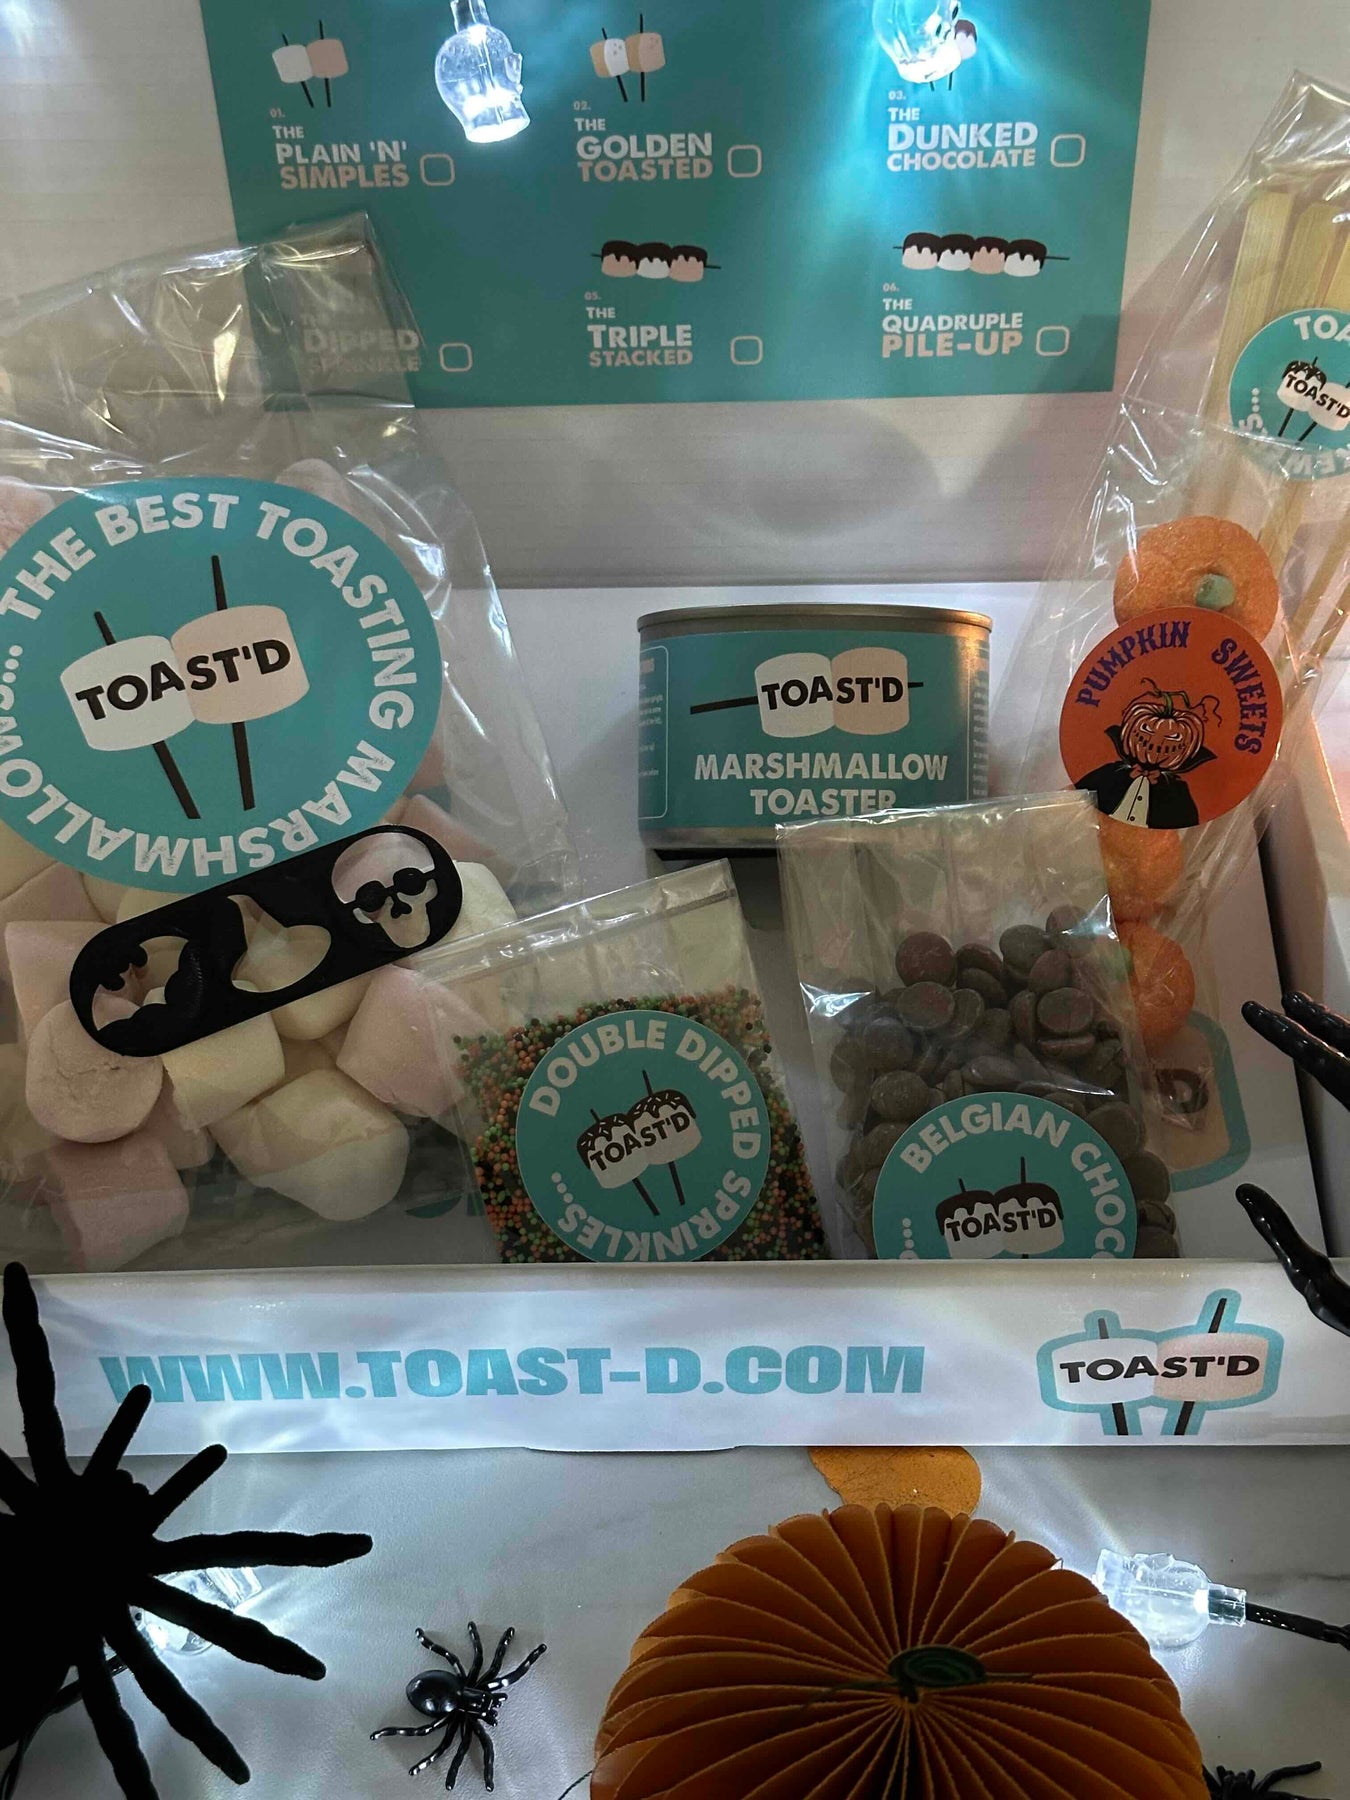 01.
THE
PLAIN 'N'
SIMPLES
02.
THE
GOLDEN
TOASTED
03.
THE
DUNKED
CHOCOLATE
THE
DIPPED
SPRINKLE
05.
THE
TRIPLE
STACKED
06.
THE
QUADRUPLE
PILE-UP
THE BEST TOASTING MARSHMALLOWS...
TOAST'D
TOAST'D
MARSHMALLOW
TOASTER
PUMPKIN SWEETS
TOAST'D
DOUBLE DIPPED SPRINKLES...
TOAST'D
BELGIAN CHOC
TOAST'D
WWW.TOAST-D.COM
TOAST'D